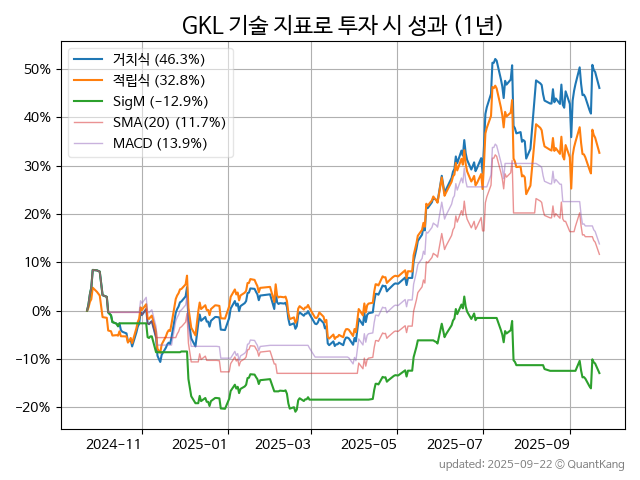 GKL 기술 지표로 투자 시 성과 (1년)
거치식 (46.3%)
적립식 (32.8%)
SigM (−12.9%)
SMA(20) (11.7%)
MACD (13.9%)
50%
40%
30%
20%
10%
0%
−10%
−20%
2024-11 2025-01 2025-03 2025-05 2025-07 2025-09
updated: 2025-09-22 © QuantKang